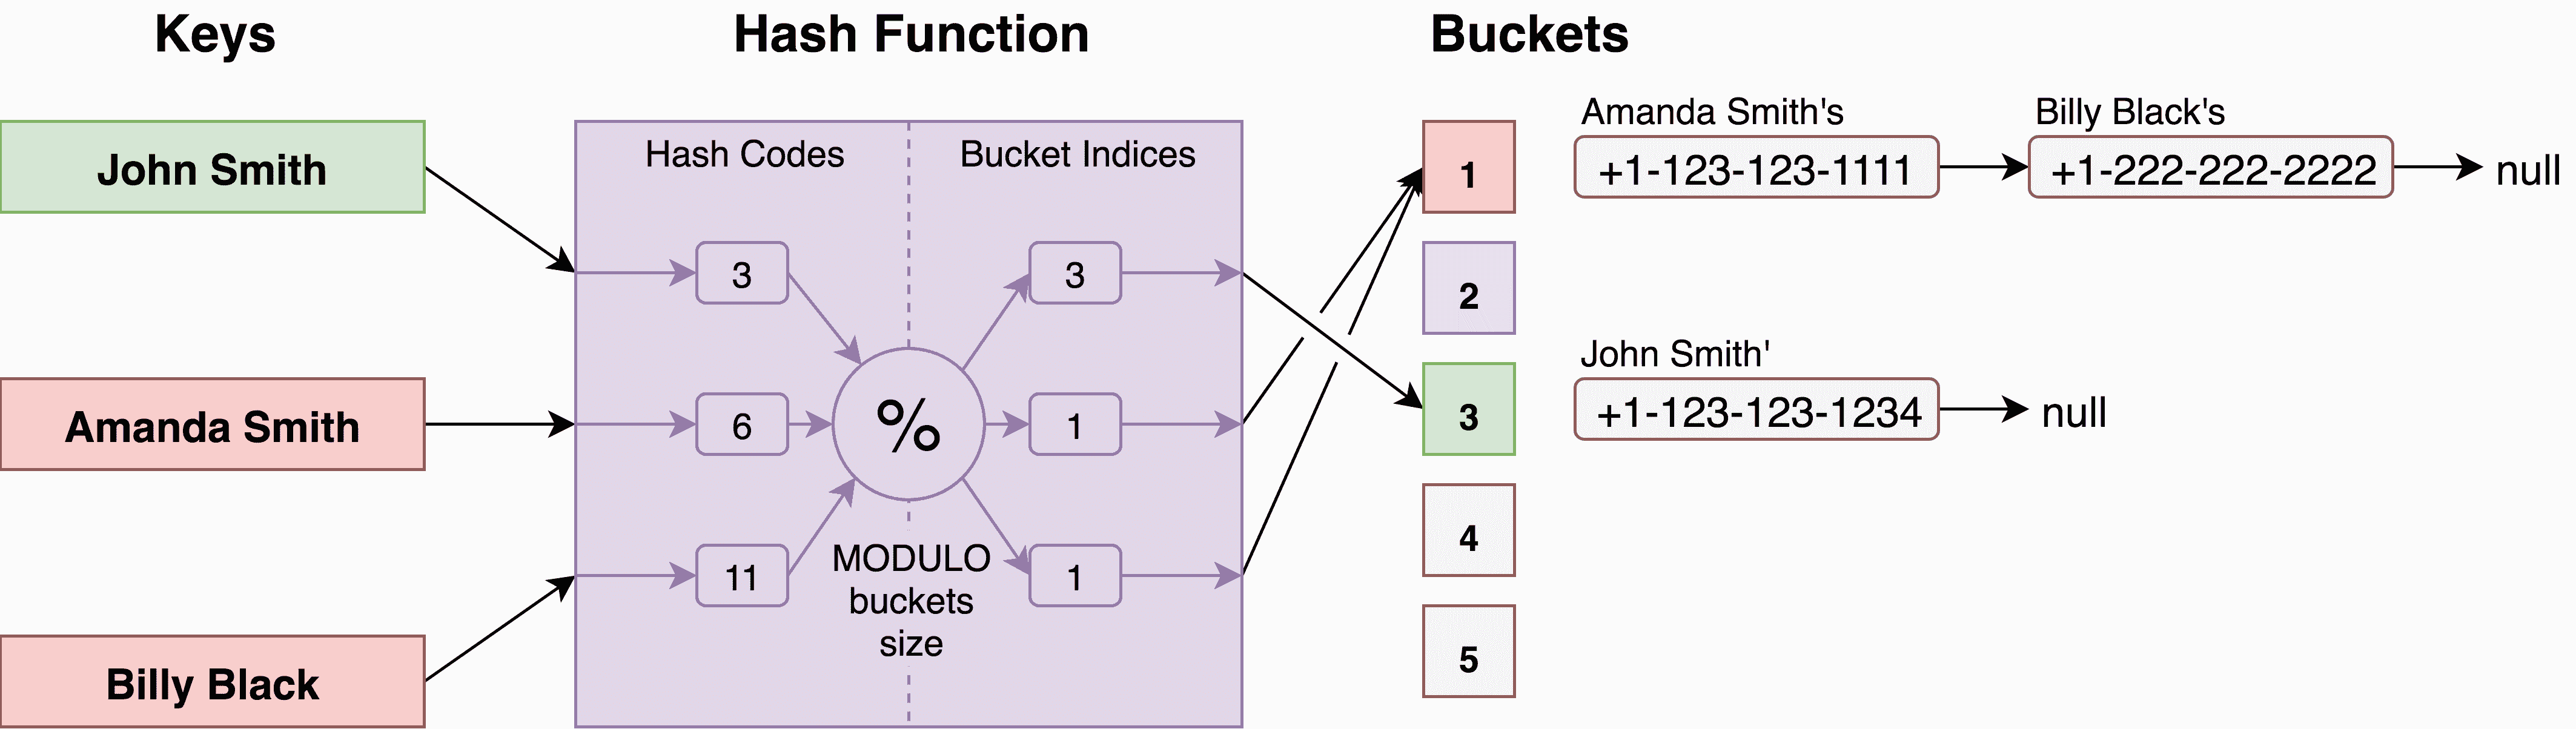 Keys
Hash Function
Buckets
John Smith
Amanda Smith
Billy Black
Hash Codes
Bucket Indices
3
3
6
%
1
11
1
MODULO
buckets
size
1
2
3
4
5
Amanda Smith's
+1-123-123-1111
Billy Black's
+1-222-222-2222
null
John Smith'
+1-123-123-1234
null